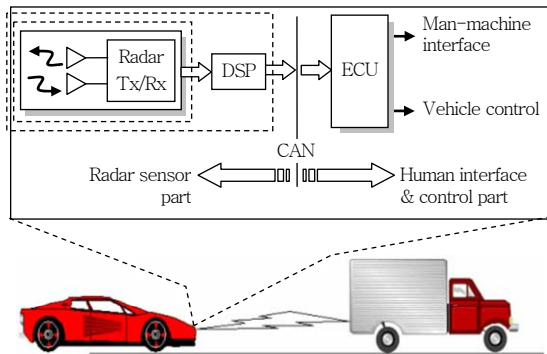 Radar
Tx/Rx
DSP
ECU
Man-machine
interface
Vehicle control
CAN
Radar sensor
part
Human interface
& control part